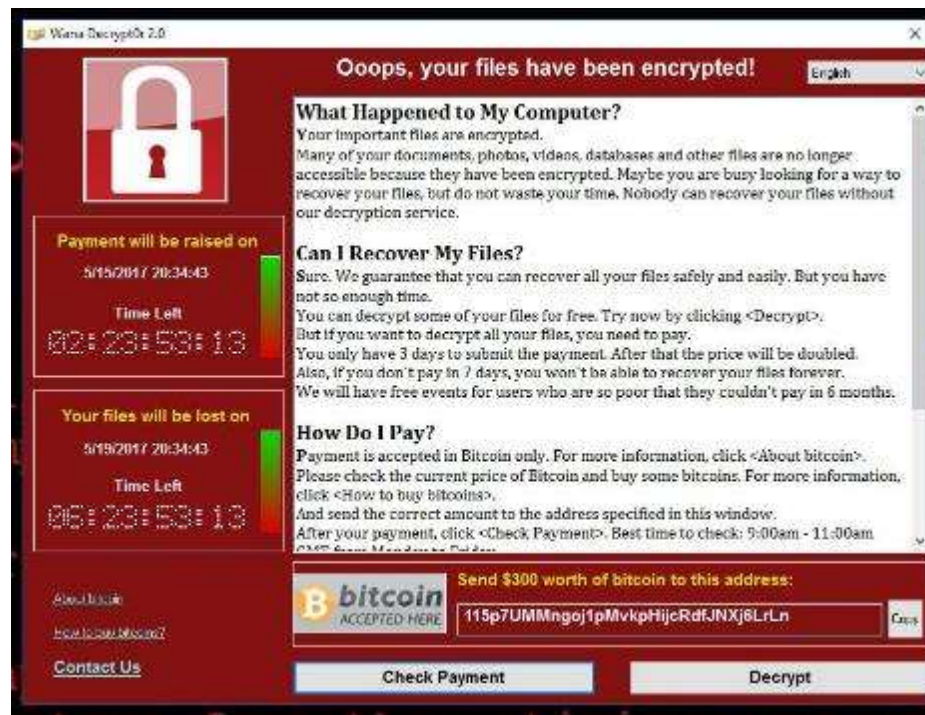 Wana Decrypt0r 2.0
Ooops, your files have been encrypted!
English
What Happened to My Computer?
Your important files are encrypted.
Many of your documents, photos, videos, databases and other files are no longer
accessible because they have been encrypted. Maybe you are busy looking for a way to
recover your files, but do not waste your time. Nobody can recover your files without
our decryption service.
Can I Recover My Files?
Sure. We guarantee that you can recover all your files safely and easily. But you have
not so enough time.
You can decrypt some of your files for free. Try now by clicking <Decrypt>.
But if you want to decrypt all your files, you need to pay.
You only have 3 days to submit the payment. After that the price will be doubled.
Also, if you don't pay in 7 days, you won't be able to recover your files forever.
We will have free events for users who are so poor that they couldn't pay in 6 months.
How Do I Pay?
Payment is accepted in Bitcoin only. For more information, click <About bitcoin>.
Please check the current price of Bitcoin and buy some bitcoins. For more information,
click <How to buy bitcoins>.
And send the correct amount to the address specified in this window.
After your payment, click <Check Payment>. Best time to check: 9:00am - 11:00am
GMT from Monday to Friday.
Payment will be raised on
5/15/2017 20:34:43
Time Left
02:23:53:13
Your files will be lost on
5/19/2017 20:34:43
Time Left
06:23:53:13
About bitcoin
How to buy bitcoins?
Contact Us
bitcoin
ACCEPTED HERE
Send $300 worth of bitcoin to this address:
115p7UMMngoj1pMvkpHijcRdfJNXj6LrLn
Copy
Check Payment
Decrypt